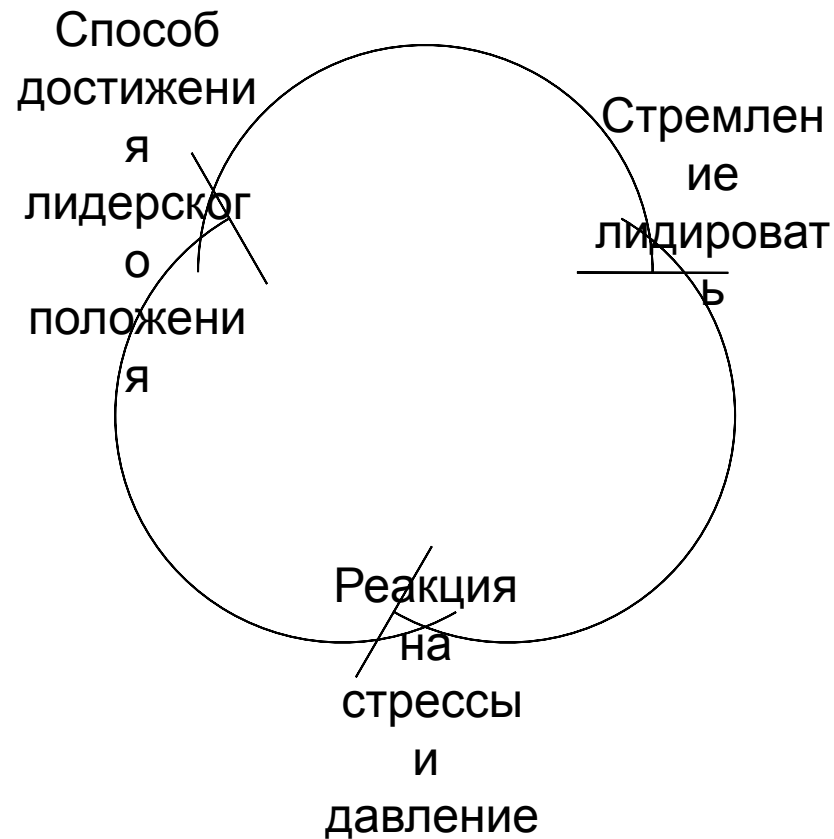 Способ
достижени
я
лидерског
о
положени
я
Стремлен
ие
лидироват
ь
Реакция
на
стрессы
и
давление